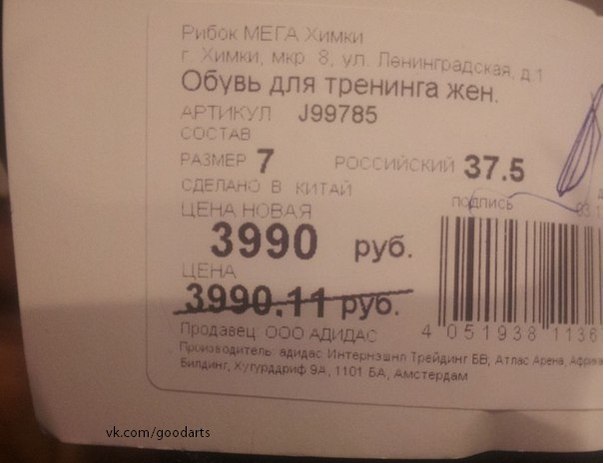 Рибок МЕГА Химки
г. Химки, мкр. 8, ул. Ленинградская, д.1
Обувь для тренинга жен.
АРТИКУЛ J99785
СОСТАВ
РАЗМЕР 7 РОССИЙСКИЙ 37.5
СДЕЛАНО В КИТАЙ
подпись
ЦЕНА НОВАЯ
3990 руб.
ЦЕНА
3990.11 руб.
Продавец: ООО АДИДАС
4 051938 1136
Производитель: адидас Интернэшнл Трейдинг БВ, Атлас Арена, Африка
Билдинг, Хугурддриф 9А, 1101 БА, Амстердам
vk.com/goodarts